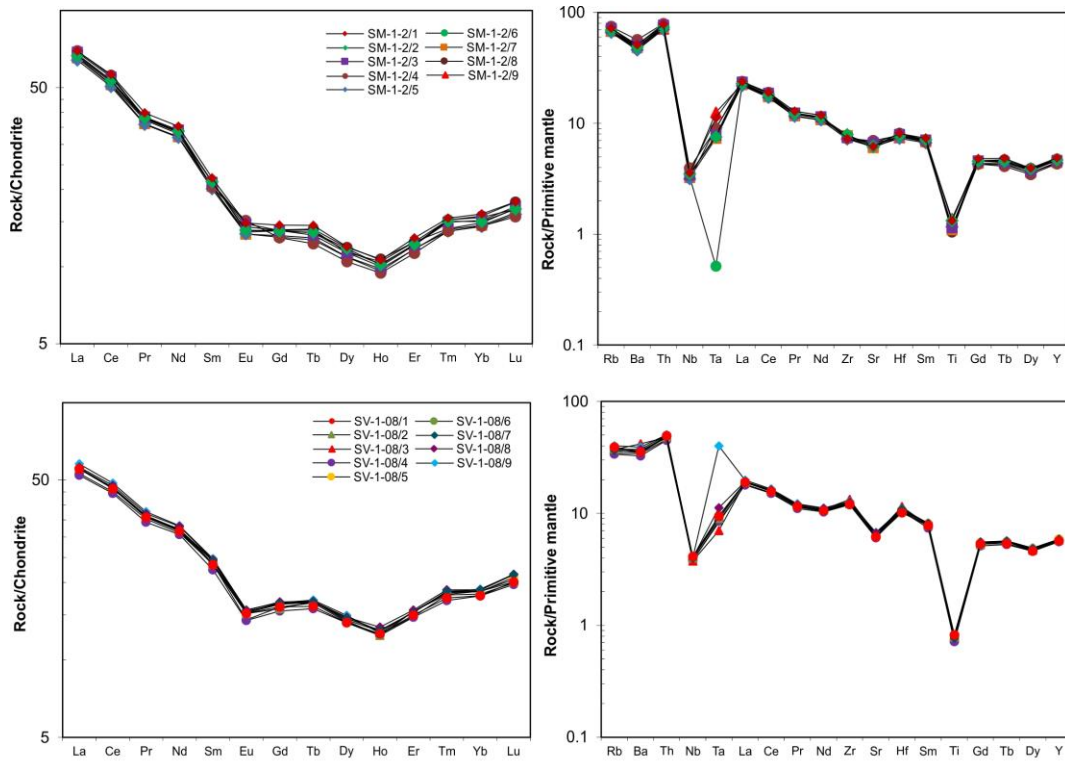 Rock/Chondrite
50
5
SM-1-2/1 SM-1-2/6
SM-1-2/2 SM-1-2/7
SM-1-2/3 SM-1-2/8
SM-1-2/4 SM-1-2/9
SM-1-2/5
La Ce Pr Nd Sm Eu Gd Tb Dy Ho Er Tm Yb Lu
Rock/Primitive mantle
100
10
1
0.1
Rb Ba Th Nb Ta La Ce Pr Nd Zr Sr Hf Sm Ti Gd Tb Dy Y
Rock/Chondrite
50
5
SV-1-08/1 SV-1-08/6
SV-1-08/2 SV-1-08/7
SV-1-08/3 SV-1-08/8
SV-1-08/4 SV-1-08/9
SV-1-08/5
La Ce Pr Nd Sm Eu Gd Tb Dy Ho Er Tm Yb Lu
Rock/Primitive mantle
100
10
1
0.1
Rb Ba Th Nb Ta La Ce Pr Nd Zr Sr Hf Sm Ti Gd Tb Dy Y